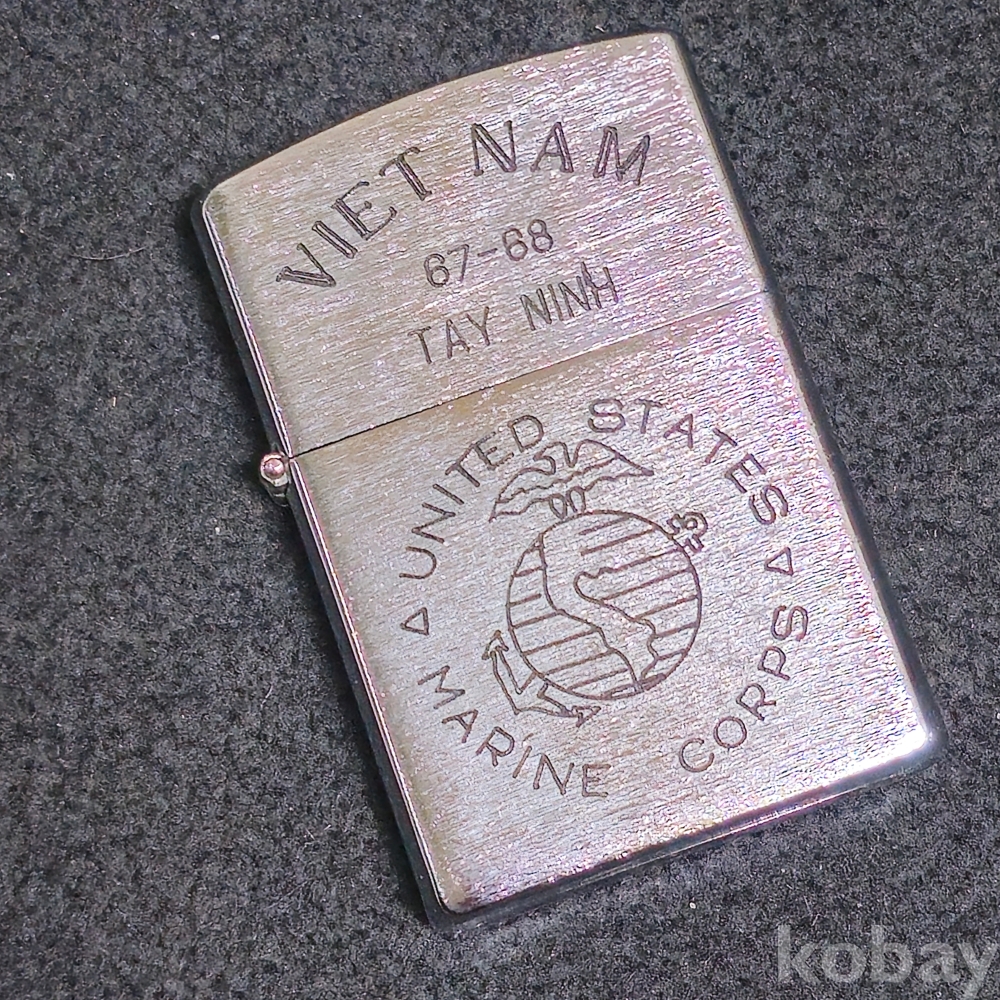 VIET NAM
67-68
TAY NINH
UNITED STATES
MARINE CORPS
kobay